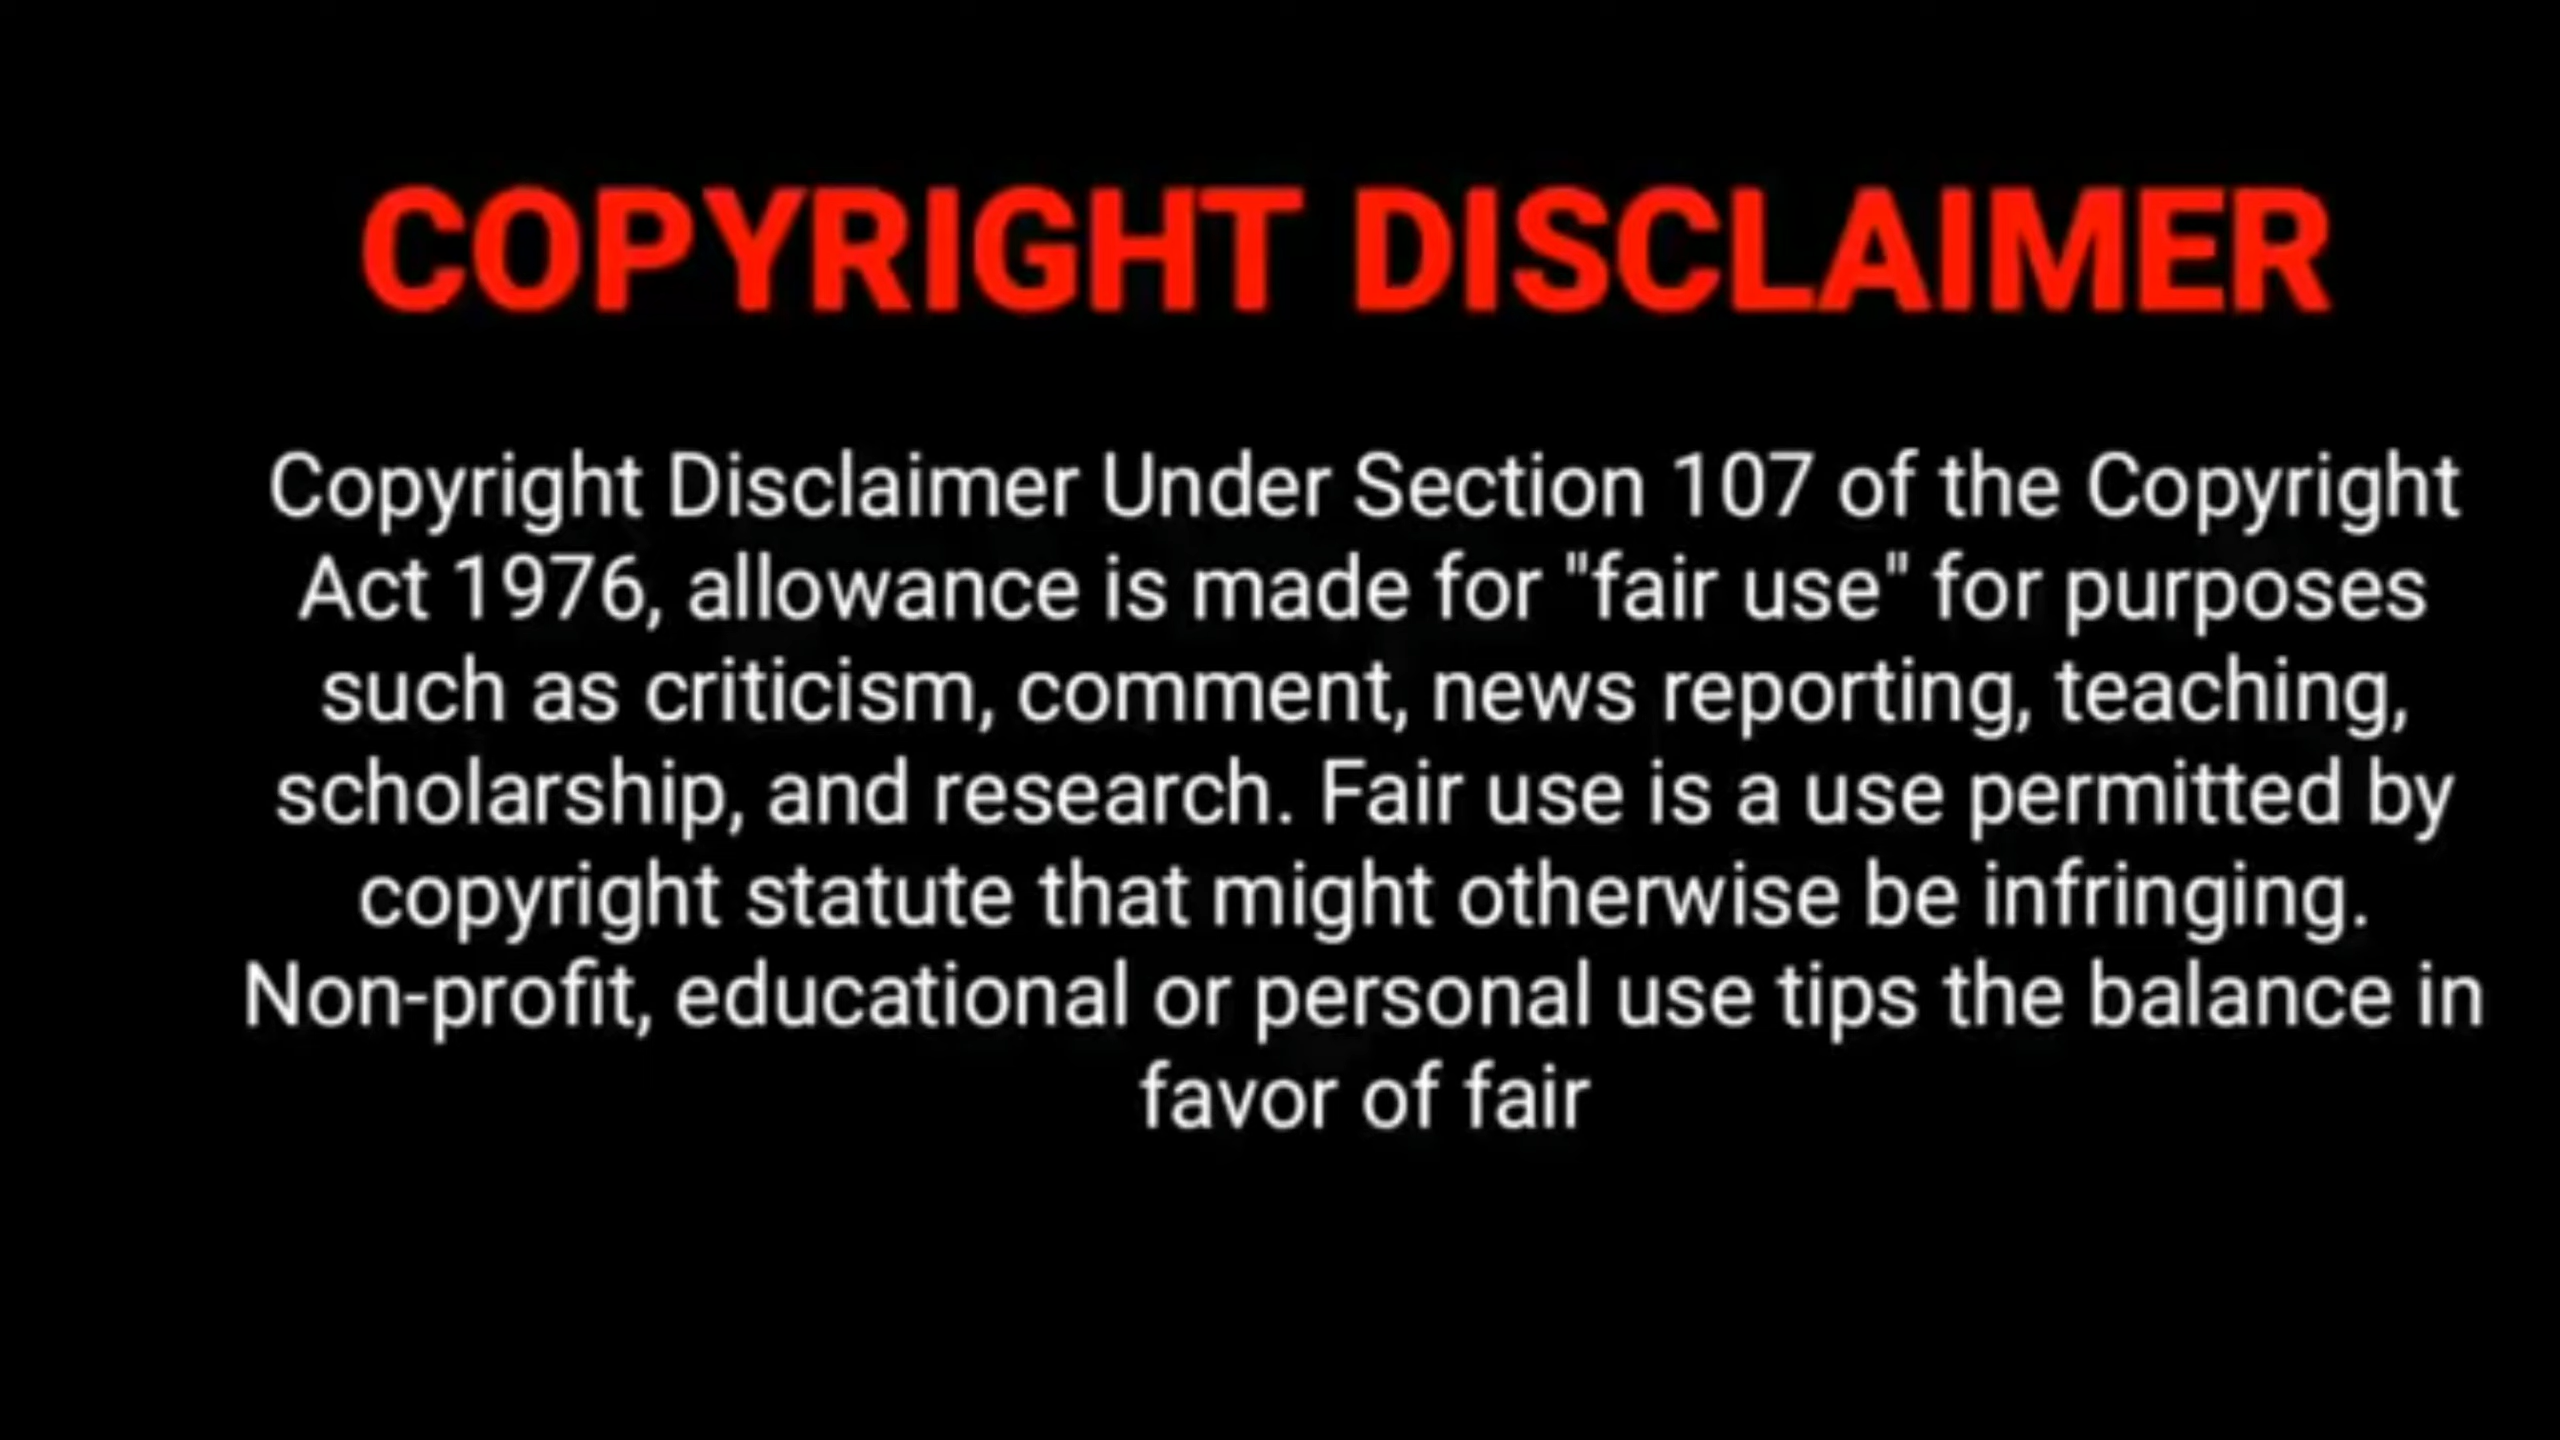 COPYRIGHT DISCLAIMER
Copyright Disclaimer Under Section 107 of the Copyright
Act 1976, allowance is made for "fair use" for purposes
such as criticism, comment, news reporting, teaching,
scholarship, and research. Fair use is a use permitted by
copyright statute that might otherwise be infringing.
Non-profit, educational or personal use tips the balance in
favor of fair